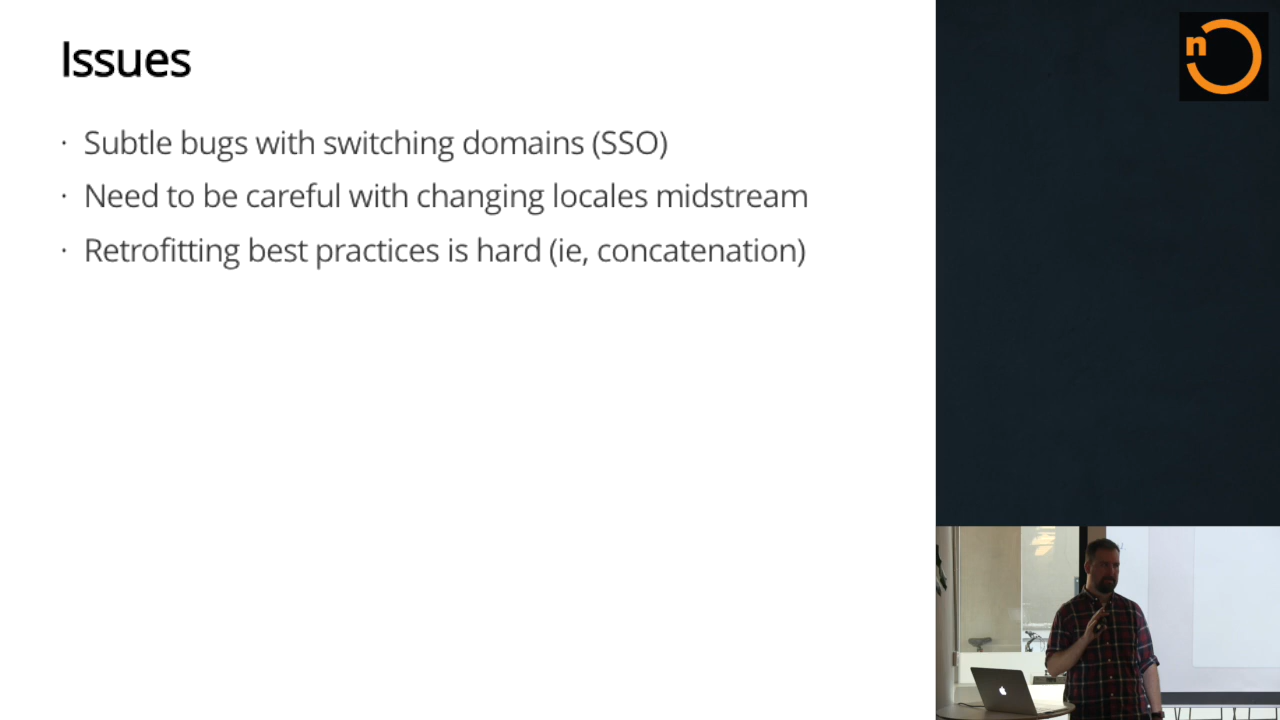 Issues
· Subtle bugs with switching domains (SSO)
· Need to be careful with changing locales midstream
· Retrofitting best practices is hard (ie, concatenation)
n